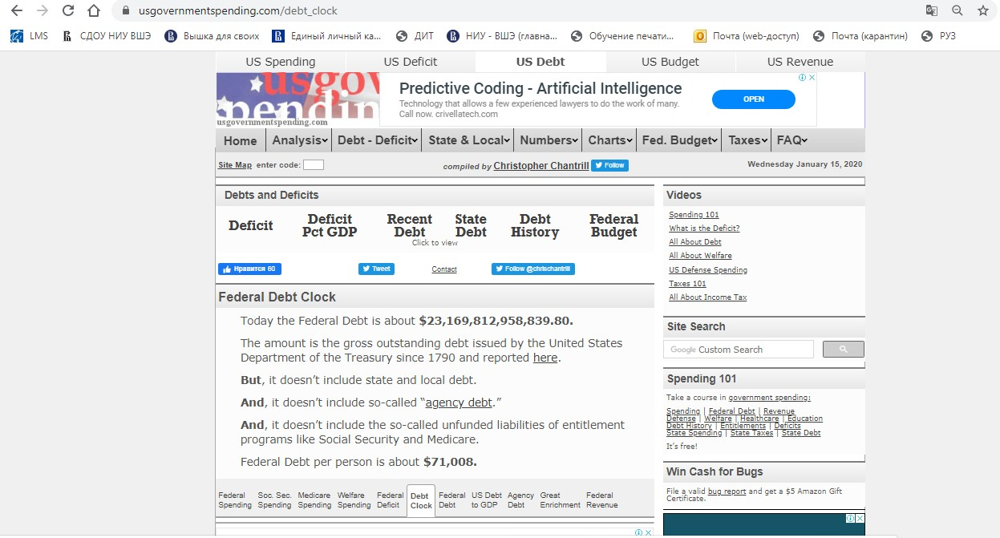 usgovernmentspending.com/debt_clock
LMS СДОУ НИУ ВШЭ Вышка для своих Единый личный ка... ДИТ НИУ - ВШЭ (главна... Обучение печати... Почта (web-доступ) Почта (карантин) РУЗ
US Spending US Deficit US Debt US Budget US Revenue
usgov
spendin
usgovernmentspending.com
Predictive Coding - Artificial Intelligence
Technology that allows a few experienced lawyers to do the work of many.
Call now. crivellatech.com
OPEN
Home Analysis Debt - Deficit State & Local Numbers Charts Fed. Budget Taxes FAQ
Site Map enter code: compiled by Christopher Chantrill Follow Wednesday January 15, 2020
Debts and Deficits
Deficit
Deficit
Pct GDP
Recent
Debt
State
Debt
Debt
History
Federal
Budget
Click to view
Нравится 60 Tweet Contact Follow @chrischantrill
Federal Debt Clock
Today the Federal Debt is about $23,169,812,958,839.80.
The amount is the gross outstanding debt issued by the United States
Department of the Treasury since 1790 and reported here.
But, it doesn't include state and local debt.
And, it doesn't include so-called “agency debt.”
And, it doesn't include the so-called unfunded liabilities of entitlement
programs like Social Security and Medicare.
Federal Debt per person is about $71,008.
Federal
Spending
Soc. Sec.
Spending
Medicare
Spending
Welfare
Spending
Federal
Deficit
Debt
Clock
Federal
Debt
US Debt
to GDP
Agency
Debt
Great
Enrichment
Federal
Revenue
Videos
Spending 101
What is the Deficit?
All About Debt
All About Welfare
US Defense Spending
Taxes 101
All About Income Tax
Site Search
Google Custom Search
Spending 101
Take a course in government spending:
Spending | Federal Debt | Revenue
Defense | Welfare | Healthcare | Education
Debt History | Entitlements | Deficits
State Spending | State Taxes | State Debt
It's free!
Win Cash for Bugs
File a valid bug report and get a $5 Amazon Gift
Certificate.